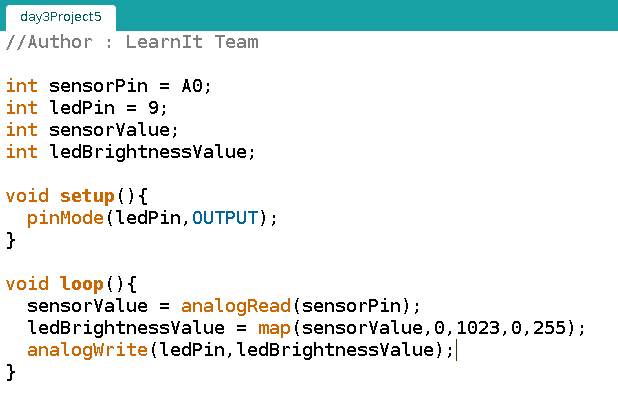 day3Project5
//Author : LearnIt Team
int sensorPin = A0;
int ledPin = 9;
int sensorValue;
int ledBrightnessValue;
void setup(){
  pinMode(ledPin,OUTPUT);
}
void loop(){
  sensorValue = analogRead(sensorPin);
  ledBrightnessValue = map(sensorValue,0,1023,0,255);
  analogWrite(ledPin,ledBrightnessValue);
}